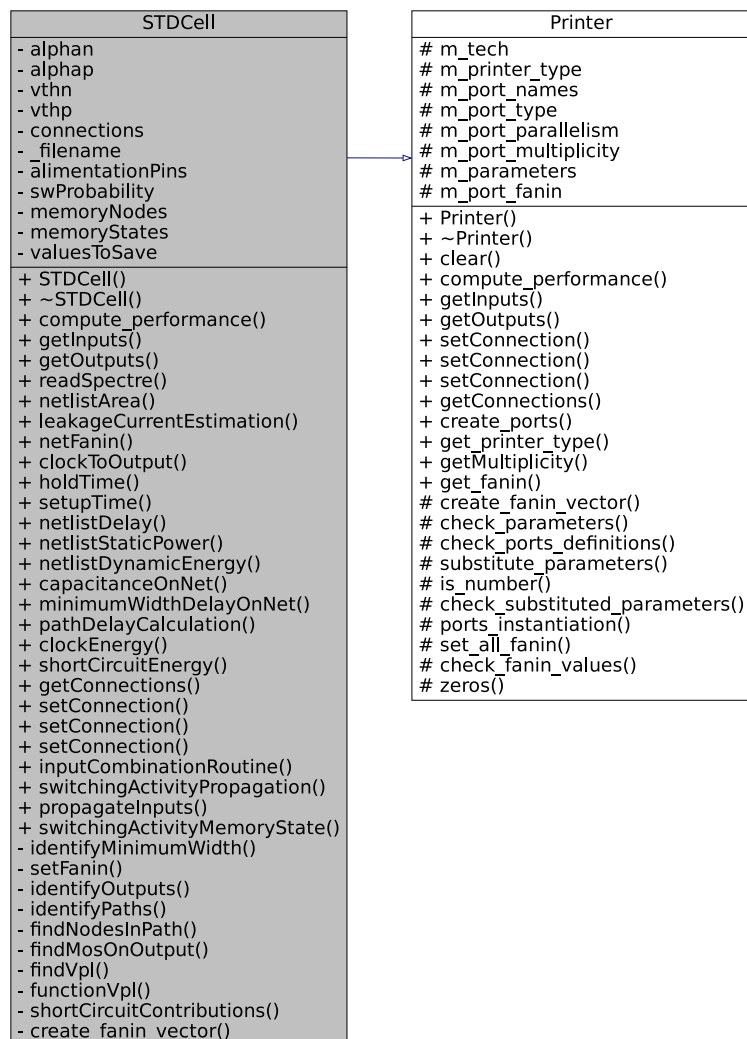 STDCell
- alphan
- alphap
- vthn
- vthp
- connections
- _filename
- alimentationPins
- swProbability
- memoryNodes
- memoryStates
- valuesToSave
+ STDCell()
+ ~STDCell()
+ compute_performance()
+ getInputs()
+ getOutputs()
+ readSpectre()
+ netlistArea()
+ leakageCurrentEstimation()
+ netFanin()
+ clockToOutput()
+ holdTime()
+ setupTime()
+ netlistDelay()
+ netlistStaticPower()
+ netlistDynamicEnergy()
+ capacitanceOnNet()
+ minimumWidthDelayOnNet()
+ pathDelayCalculation()
+ clockEnergy()
+ shortCircuitEnergy()
+ getConnections()
+ setConnection()
+ setConnection()
+ setConnection()
+ inputCombinationRoutine()
+ switchingActivityPropagation()
+ propagateInputs()
+ switchingActivityMemoryState()
- identifyMinimumWidth()
- setFanin()
- identifyOutputs()
- identifyPaths()
- findNodesInPath()
- findMosOnOutput()
- findVpl()
- functionVpl()
- shortCircuitContributions()
- create_fanin_vector()
Printer
# m_tech
# m_printer_type
# m_port_names
# m_port_type
# m_port_parallelism
# m_port_multiplicity
# m_parameters
# m_port_fanin
+ Printer()
+ ~Printer()
+ clear()
+ compute_performance()
+ getInputs()
+ getOutputs()
+ setConnection()
+ setConnection()
+ setConnection()
+ getConnections()
+ create_ports()
+ get_printer_type()
+ getMultiplicity()
+ get_fanin()
# create_fanin_vector()
# check_parameters()
# check_ports_definitions()
# substitute_parameters()
# is_number()
# check_substituted_parameters()
# ports_instantiation()
# set_all_fanin()
# check_fanin_values()
# zeros()